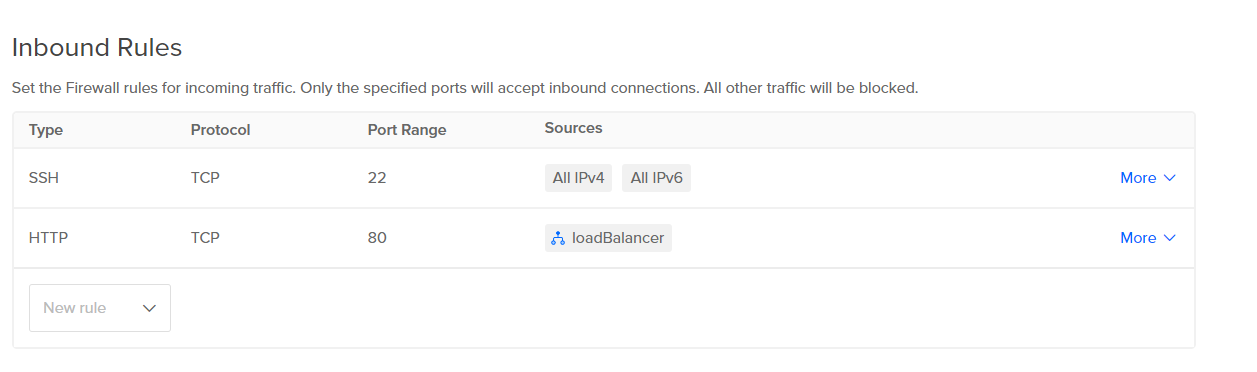 Inbound Rules
Set the Firewall rules for incoming traffic. Only the specified ports will accept inbound connections. All other traffic will be blocked.
Type Protocol Port Range Sources
SSH TCP 22 All IPv4 All IPv6 More
HTTP TCP 80 loadBalancer More
New rule